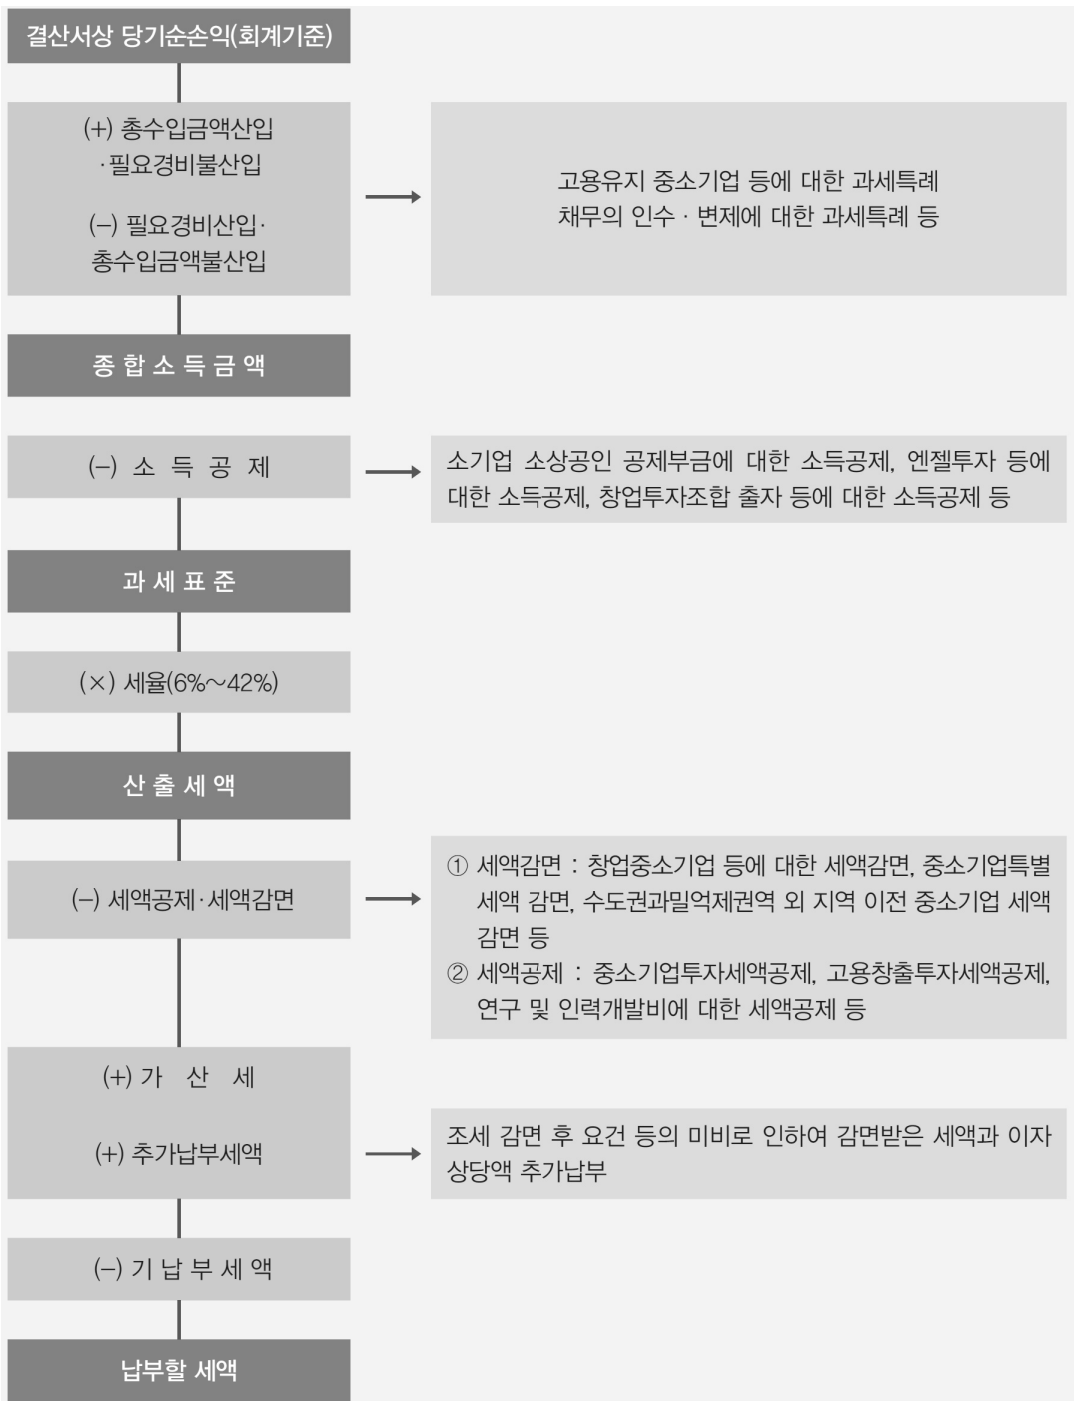 결산서상 당기순손익(회계기준)
(+) 총수입금액산입
·필요경비불산입
(−) 필요경비산입·
총수입금액불산입
고용유지 중소기업 등에 대한 과세특례
채무의 인수 · 변제에 대한 과세특례 등
종 합 소 득 금 액
(−) 소 득 공 제
소기업 소상공인 공제부금에 대한 소득공제, 엔젤투자 등에
대한 소득공제, 창업투자조합 출자 등에 대한 소득공제 등
과 세 표 준
(×) 세율(6%～42%)
산 출 세 액
(−) 세액공제·세액감면
① 세액감면 : 창업중소기업 등에 대한 세액감면, 중소기업특별
세액 감면, 수도권과밀억제권역 외 지역 이전 중소기업 세액
감면 등
② 세액공제 : 중소기업투자세액공제, 고용창출투자세액공제,
연구 및 인력개발비에 대한 세액공제 등
(+) 가 산 세
(+) 추가납부세액
조세 감면 후 요건 등의 미비로 인하여 감면받은 세액과 이자
상당액 추가납부
(−) 기 납 부 세 액
납부할 세액